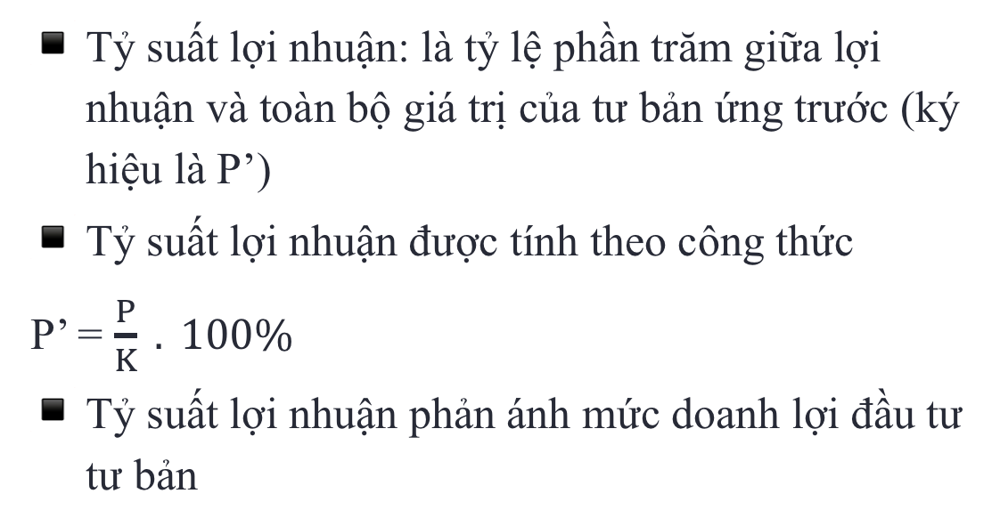 ▪ Tỷ suất lợi nhuận: là tỷ lệ phần trăm giữa lợi
nhuận và toàn bộ giá trị của tư bản ứng trước (ký
hiệu là P’)
▪ Tỷ suất lợi nhuận được tính theo công thức
P’ = P/K . 100%
▪ Tỷ suất lợi nhuận phản ánh mức doanh lợi đầu tư
tư bản